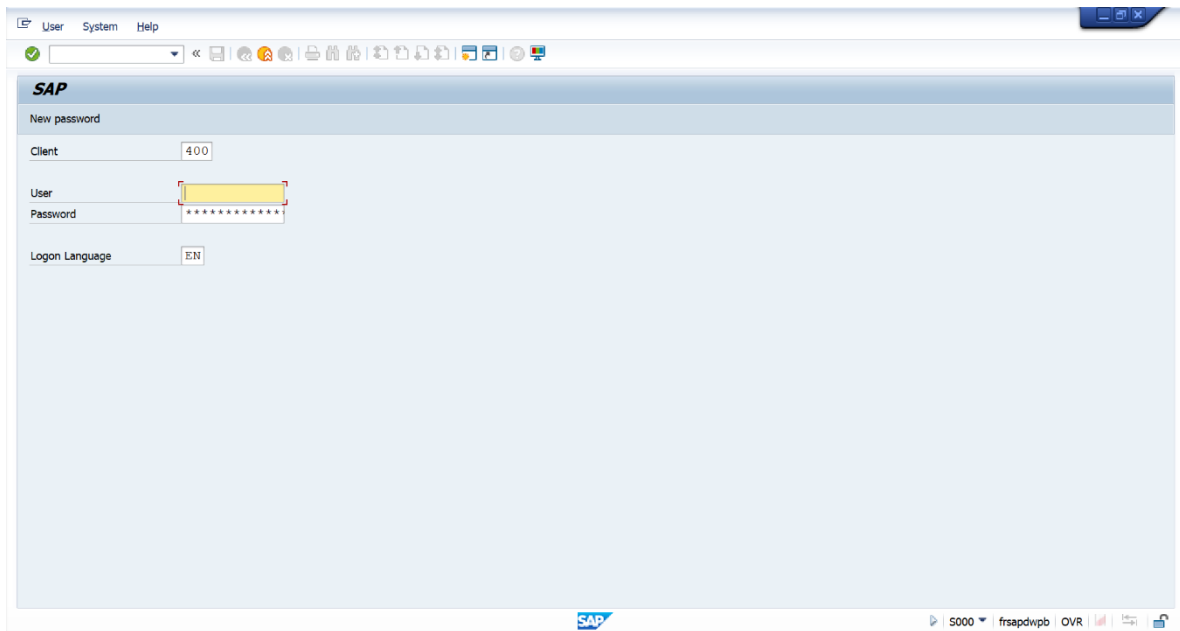 User System Help
SAP
New password
Client 400
User
Password *************
Logon Language EN
SAP
S000 frsapdwpb OVR